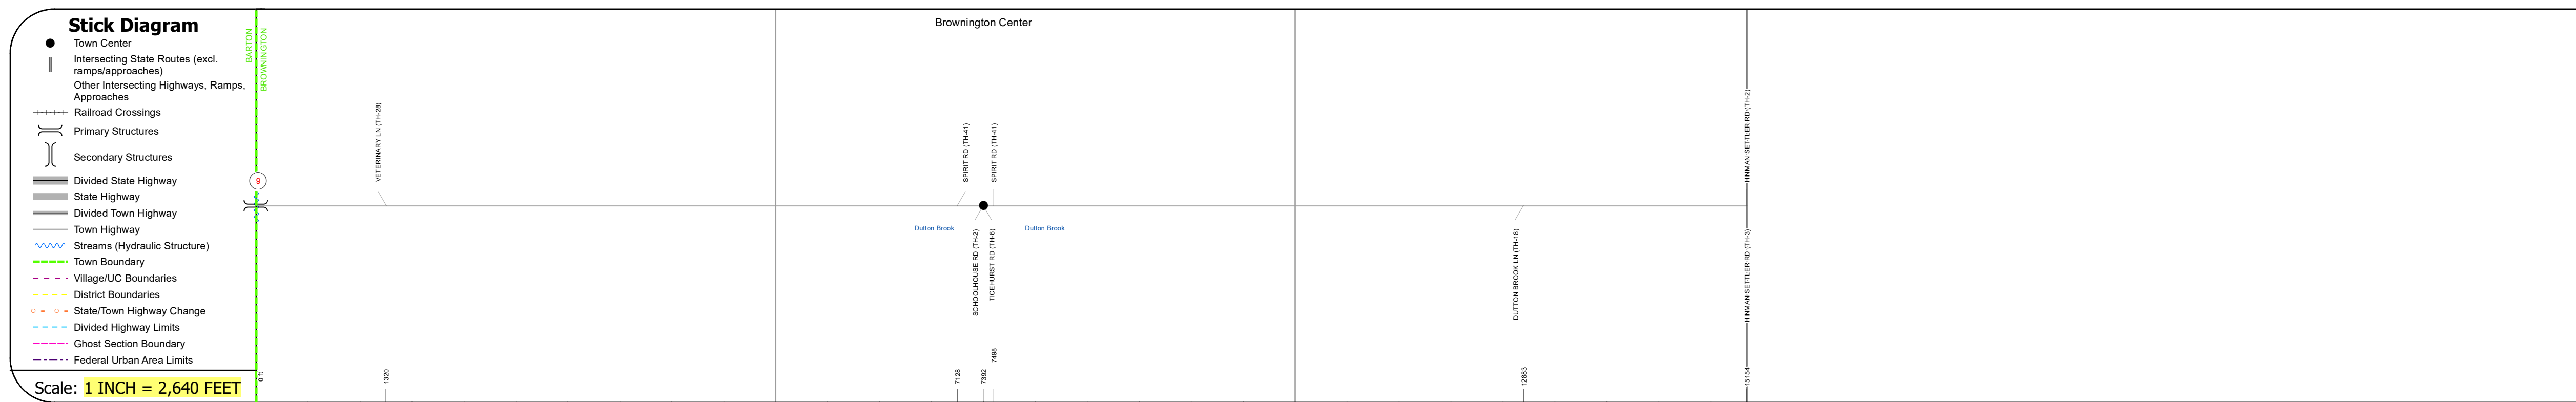 Stick Diagram
Town Center
Intersecting State Routes (excl.
ramps/approaches)
Other Intersecting Highways, Ramps,
Approaches
Railroad Crossings
Primary Structures
Secondary Structures
Divided State Highway
State Highway
Divided Town Highway
Town Highway
Streams (Hydraulic Structure)
Town Boundary
Village/UC Boundaries
District Boundaries
State/Town Highway Change
Divided Highway Limits
Ghost Section Boundary
Federal Urban Area Limits
Scale: 1 INCH = 2,640 FEET
BARTON
BROWNINGTON
9
0 ft
VETERINARY LN (TH-28)
1320
Brownington Center
SPIRIT RD (TH-41)
SPIRIT RD (TH-41)
Dutton Brook
Dutton Brook
SCHOOLHOUSE RD (TH-2)
TICEHURST RD (TH-6)
7128
7392
7498
DUTTON BROOK LN (TH-18)
12883
HINMAN SETTLER RD (TH-2)
HINMAN SETTLER RD (TH-3)
15154